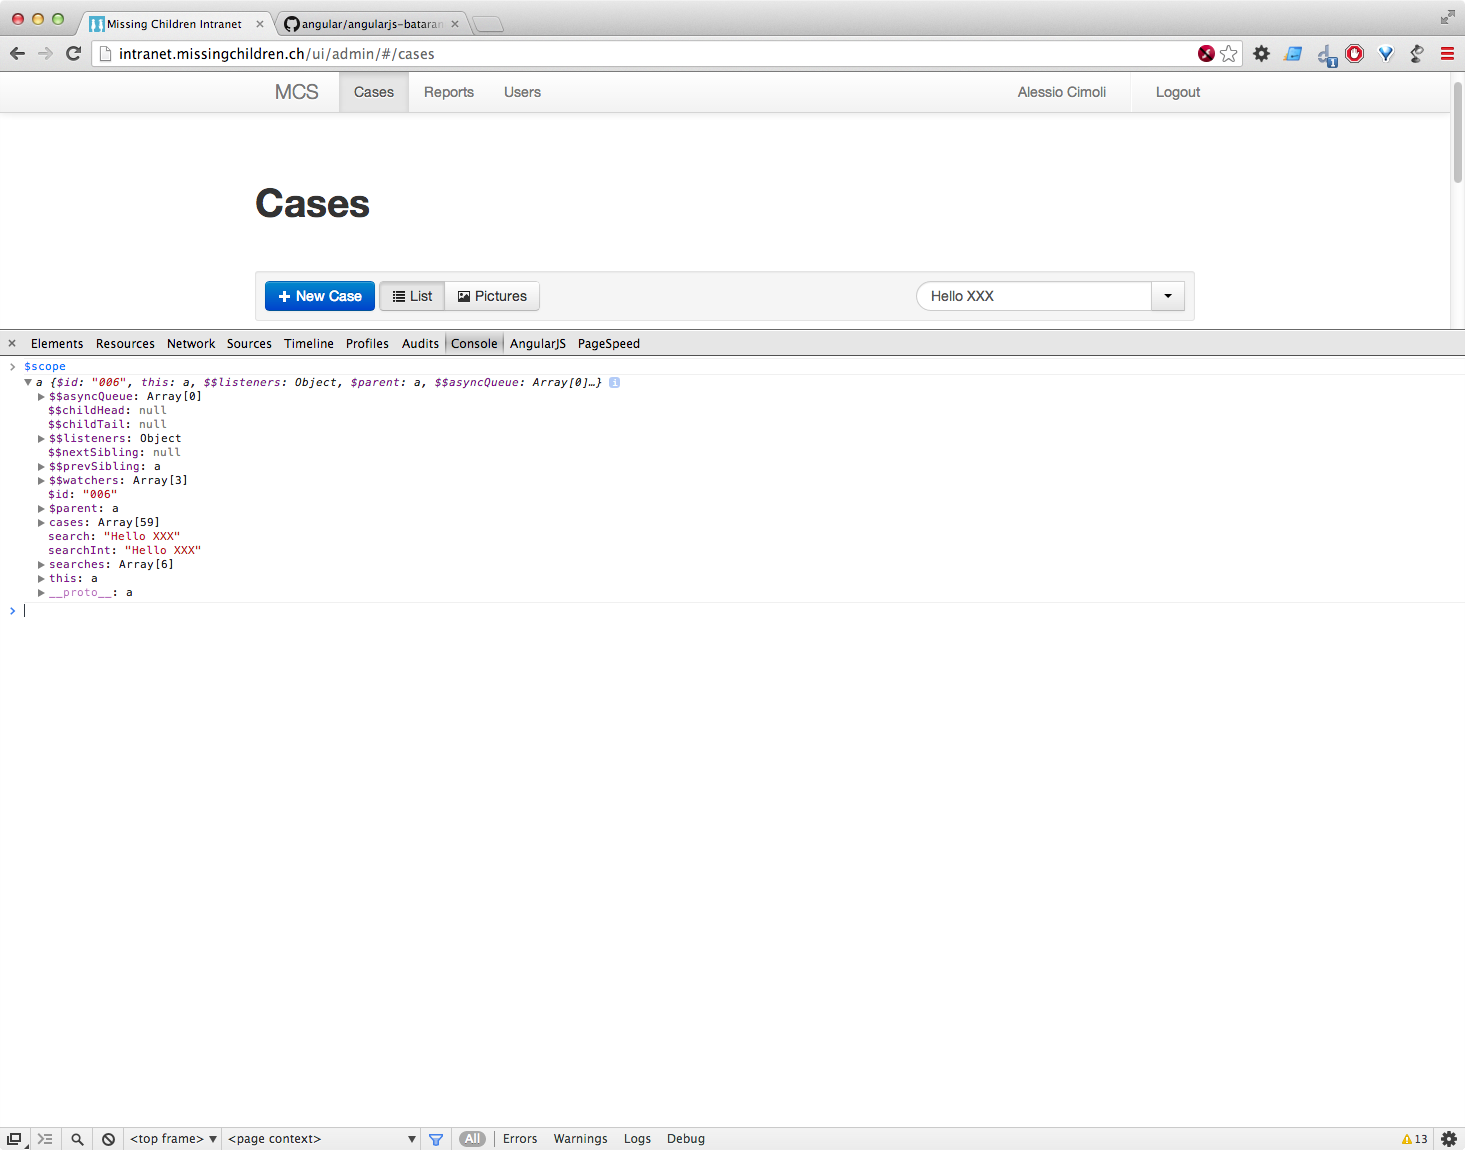 Missing Children Intranet
angular/angularjs-bataran
intranet.missingchildren.ch/ui/admin/#/cases
1
MCS Cases Reports Users Alessio Cimoli Logout
Cases
New Case List Pictures Hello XXX
Elements Resources Network Sources Timeline Profiles Audits Console AngularJS PageSpeed
$scope
a {$id: "006", this: a, $$listeners: Object, $parent: a, $$asyncQueue: Array[0]…}
$$asyncQueue: Array[0]
$$childHead: null
$$childTail: null
$$listeners: Object
$$nextSibling: null
$$prevSibling: a
$$watchers: Array[3]
$id: "006"
$parent: a
cases: Array[59]
search: "Hello XXX"
searchInt: "Hello XXX"
searches: Array[6]
this: a
__proto__: a
<top frame> <page context> All Errors Warnings Logs Debug 13